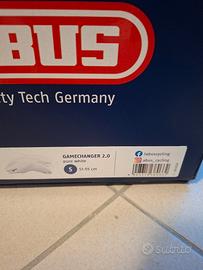 BUS
ty Tech Germany
GAMECHANGER 2.0
pure white
S
51-55 cm
/abuscycling
abus_cycling
Subito